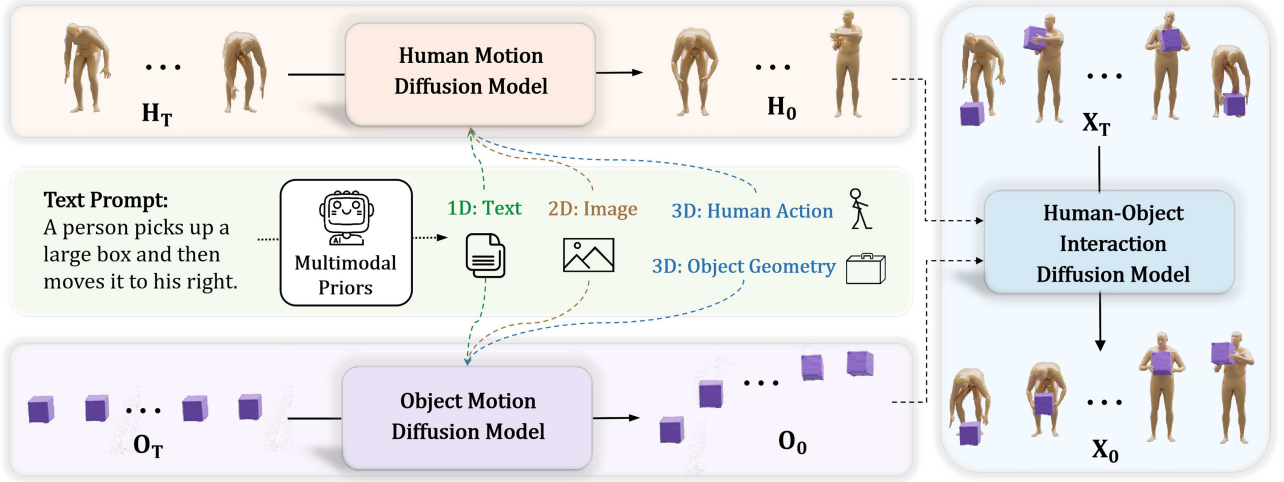 Human Motion
Diffusion Model
H_T
H_0
Text Prompt:
A person picks up a
large box and then
moves it to his right.
AI
Multimodal
Priors
1D: Text
2D: Image
3D: Human Action
3D: Object Geometry
Object Motion
Diffusion Model
O_T
O_0
X_T
Human-Object
Interaction
Diffusion Model
X_0